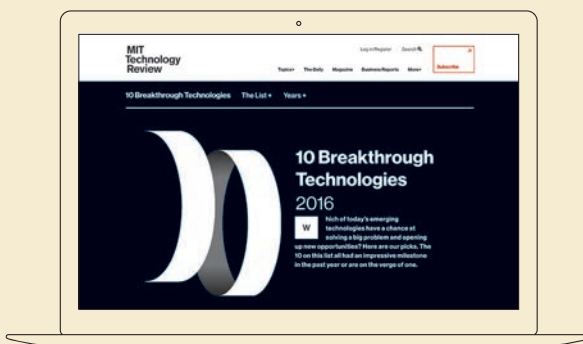 MIT
Technology
Review
Log in/Register Search
Topics+ The Daily Magazine Business Reports More+
Subscribe
10 Breakthrough Technologies The List + Years +
10 Breakthrough
Technologies
2016
Which of today's emerging
technologies have a chance at
solving a big problem and opening
up new opportunities? Here are our picks. The
10 on this list all had an impressive milestone
in the past year or are on the verge of one.